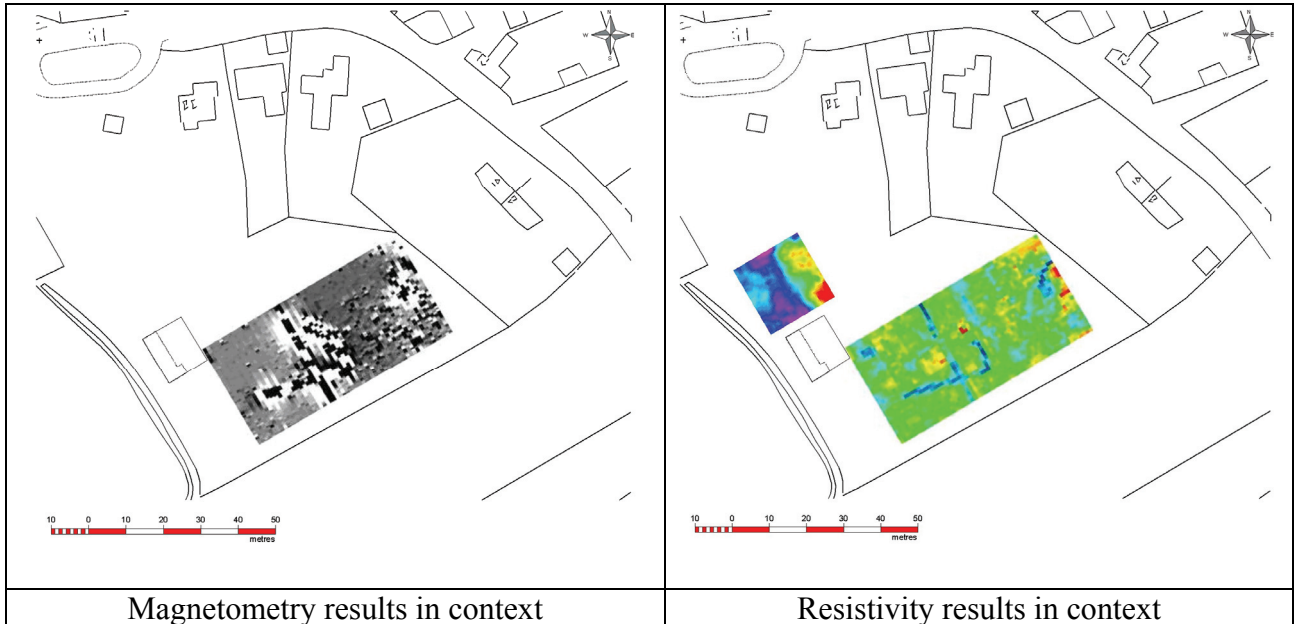 N
W E
S
10 0 10 20 30 40 50
metres
Magnetometry results in context
N
W E
S
10 0 10 20 30 40 50
metres
Resistivity results in context